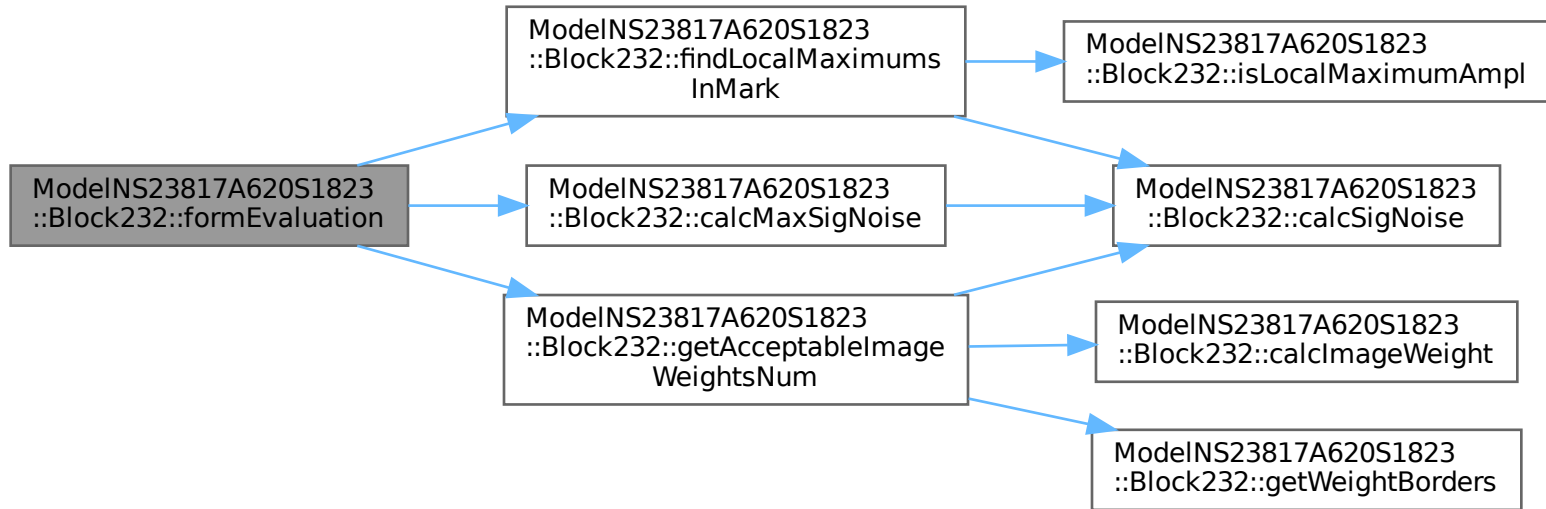 ModelNS23817A620S1823
::Block232::formEvaluation
ModelNS23817A620S1823
::Block232::findLocalMaximums
InMark
ModelNS23817A620S1823
::Block232::isLocalMaximumAmpl
ModelNS23817A620S1823
::Block232::calcMaxSigNoise
ModelNS23817A620S1823
::Block232::calcSigNoise
ModelNS23817A620S1823
::Block232::getAcceptableImage
WeightsNum
ModelNS23817A620S1823
::Block232::calcImageWeight
ModelNS23817A620S1823
::Block232::getWeightBorders